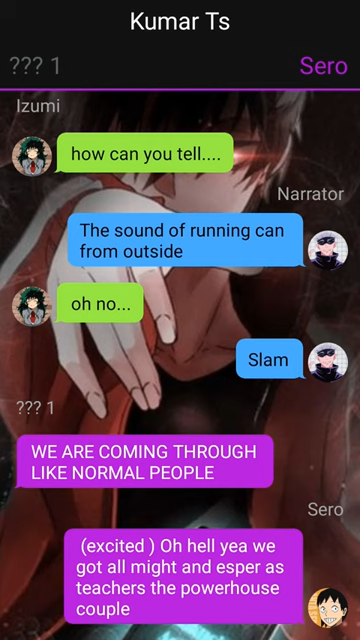 Kumar Ts
??? 1
Sero
Izumi
how can you tell....
Narrator
The sound of running can
from outside
oh no...
Slam
??? 1
WE ARE COMING THROUGH
LIKE NORMAL PEOPLE
Sero
(excited ) Oh hell yea we
got all might and esper as
teachers the powerhouse
couple